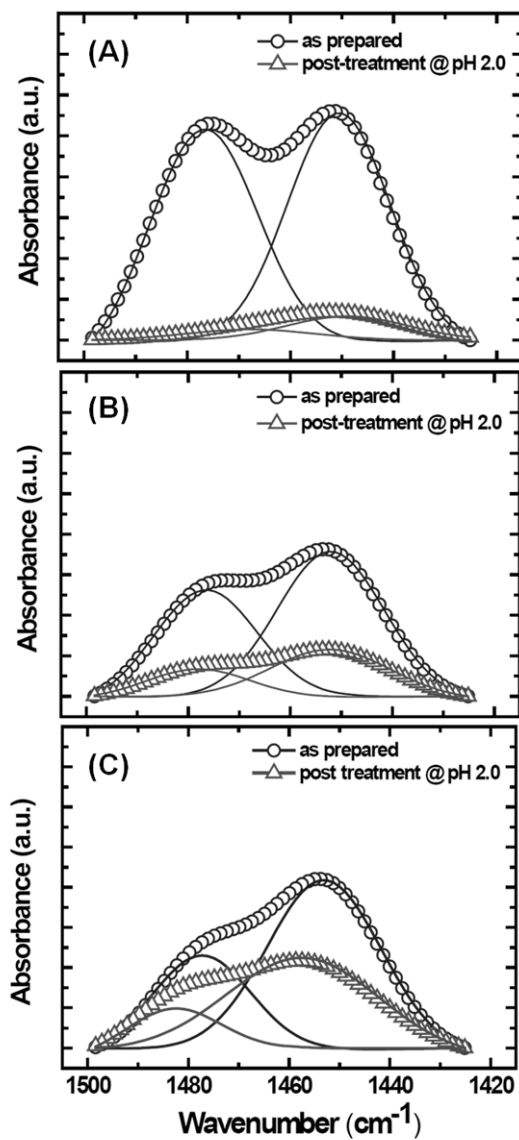 (A)
as prepared
post-treatment @ pH 2.0
Absorbance (a.u.)
(B)
as prepared
post-treatment @ pH 2.0
Absorbance (a.u.)
(C)
as prepared
post treatment @ pH 2.0
Absorbance (a.u.)
1500 1480 1460 1440 1420
Wavenumber (cm⁻¹)